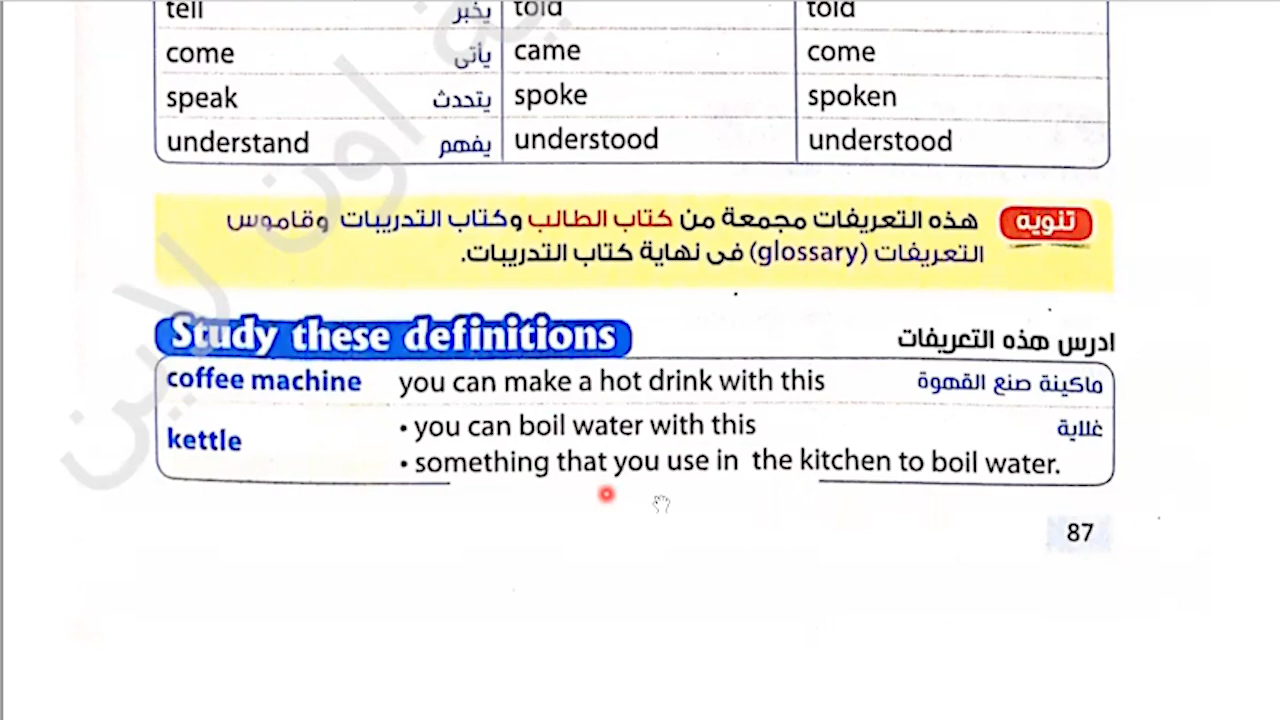 tell يخبر told told
come يأتى came come
speak يتحدث spoke spoken
understand يفهم understood understood
تنويه هذه التعريفات مجمعة من كتاب الطالب وكتاب التدريبات وقاموس
التعريفات (glossary) فى نهاية كتاب التدريبات.
Study these definitions ادرس هذه التعريفات
coffee machine you can make a hot drink with this ماكينة صنع القهوة
kettle • you can boil water with this غلاية
• something that you use in the kitchen to boil water.
87